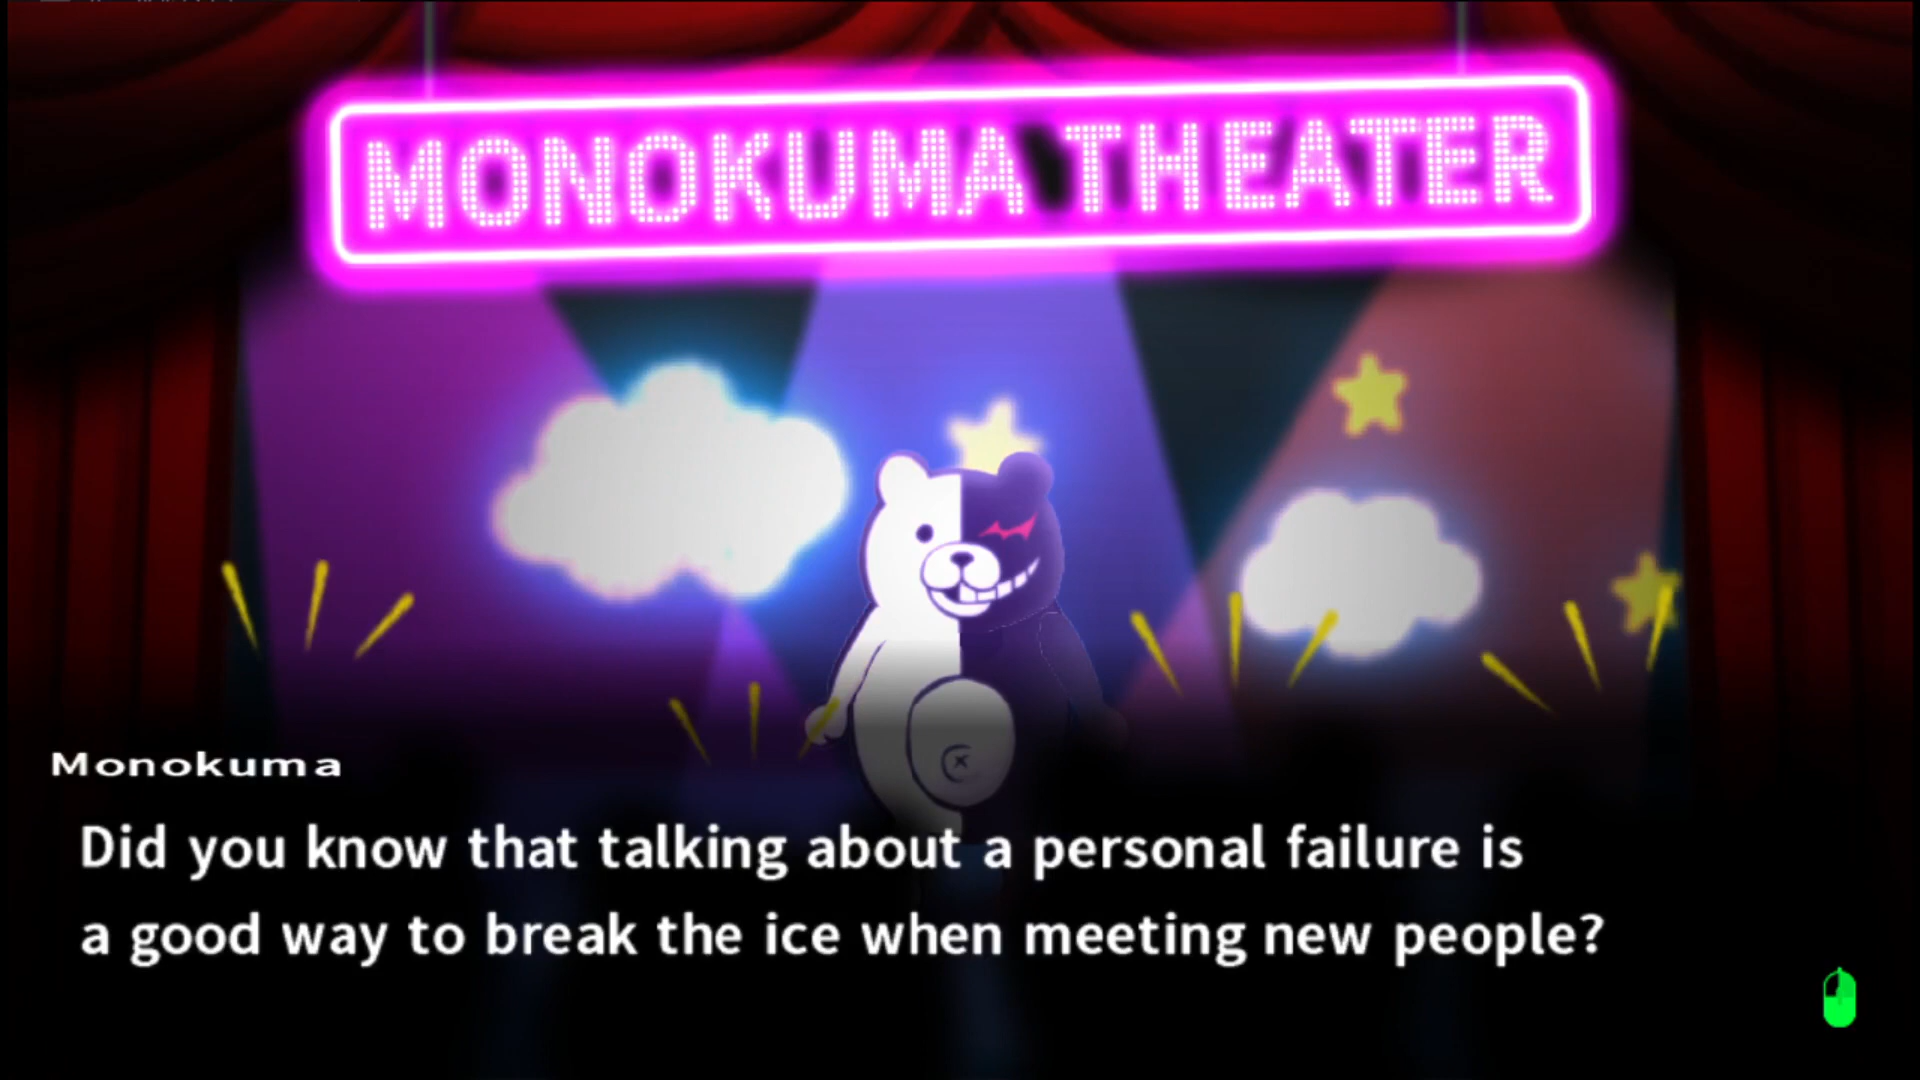 MONOKUMA THEATER
Monokuma
Did you know that talking about a personal failure is
a good way to break the ice when meeting new people?